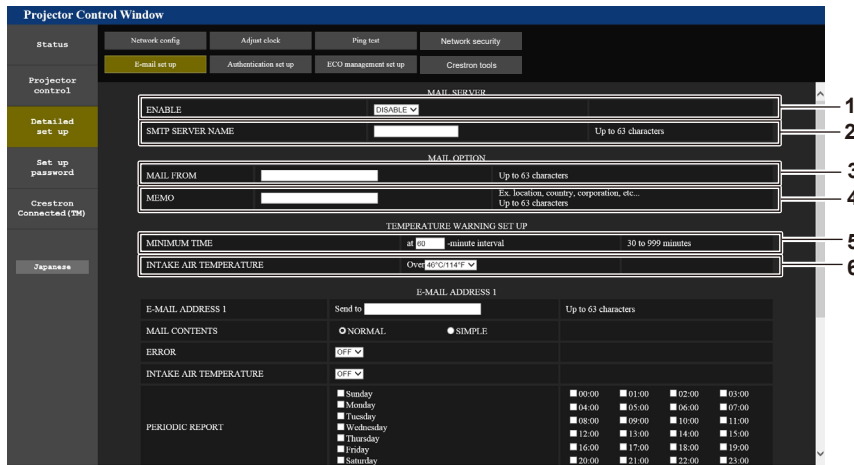 Projector Control Window
Status
Network config Adjust clock Ping test Network security
E-mail set up Authentication set up ECO management set up Crestron tools
Projector
control
Detailed
set up
Set up
password
Crestron
Connected(TM)
Japanese
MAIL SERVER
ENABLE DISABLE 1
SMTP SERVER NAME Up to 63 characters 2
MAIL OPTION
MAIL FROM Up to 63 characters 3
MEMO Ex. location, country, corporation, etc...
Up to 63 characters 4
TEMPERATURE WARNING SET UP
MINIMUM TIME at 60 -minute interval 30 to 999 minutes 5
INTAKE AIR TEMPERATURE Over 46°C/114°F 6
E-MAIL ADDRESS 1
E-MAIL ADDRESS 1 Send to Up to 63 characters
MAIL CONTENTS NORMAL SIMPLE
ERROR OFF
INTAKE AIR TEMPERATURE OFF
PERIODIC REPORT
Sunday
Monday
Tuesday
Wednesday
Thursday
Friday
Saturday
00:00 01:00 02:00 03:00
04:00 05:00 06:00 07:00
08:00 09:00 10:00 11:00
12:00 13:00 14:00 15:00
16:00 17:00 18:00 19:00
20:00 21:00 22:00 23:00